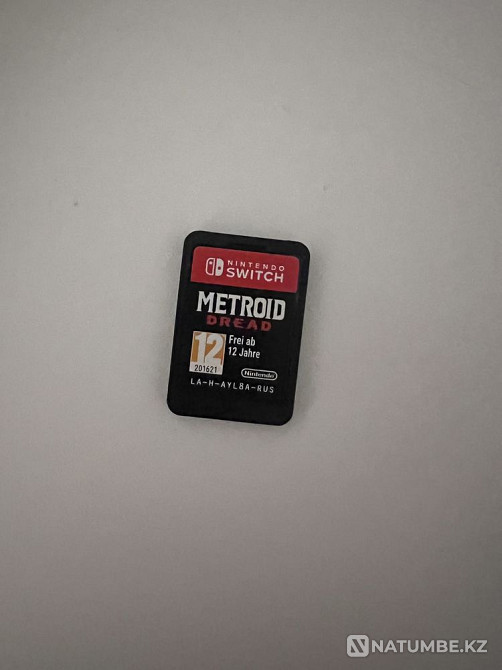 NINTENDO
SWITCH
METROID
DREAD
12
201621
Frei ab
12 Jahre
Nintendo
LA-H-AYL8A-RUS
NATUMBE.KZ